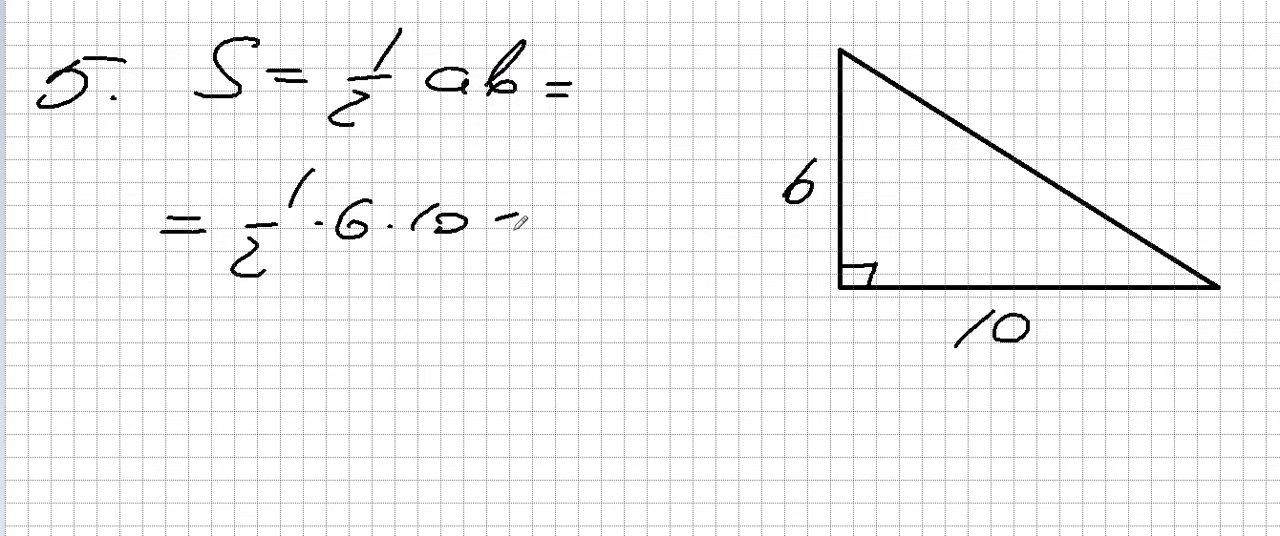 5. S = 1/2 ab =
= 1/2 · 6 · 10 =
6
10